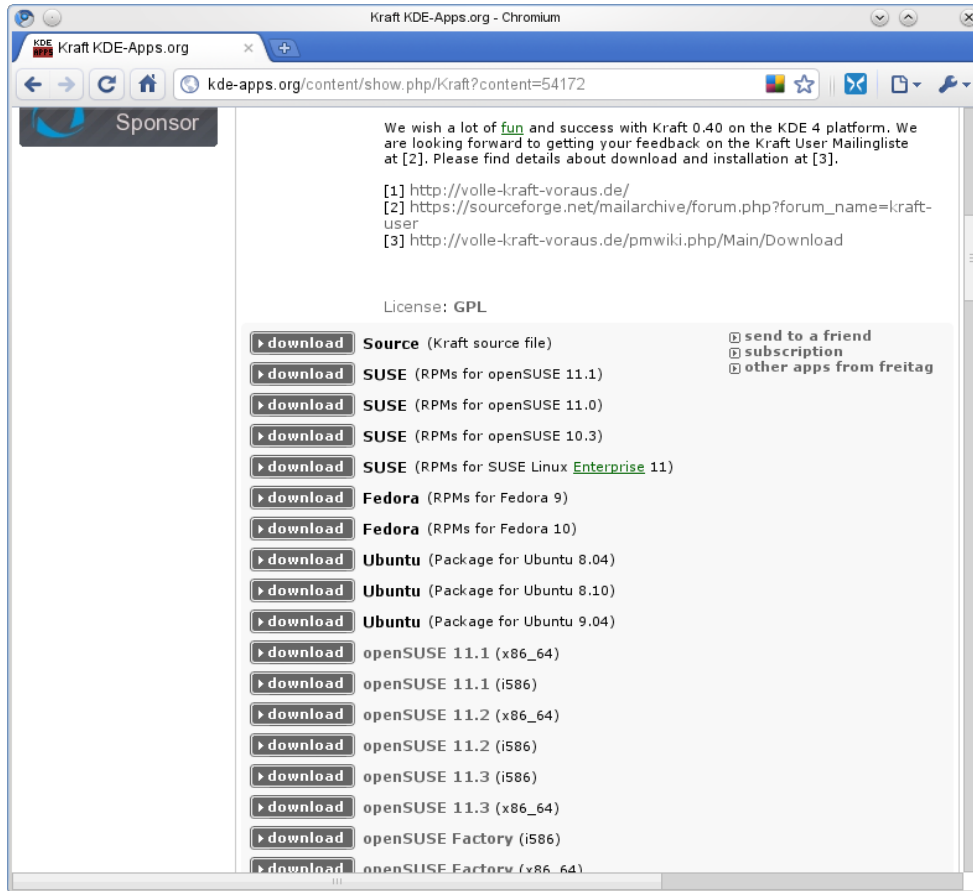 Kraft KDE-Apps.org - Chromium
KDE APPS Kraft KDE-Apps.org
kde-apps.org/content/show.php/Kraft?content=54172
Sponsor
We wish a lot of fun and success with Kraft 0.40 on the KDE 4 platform. We
are looking forward to getting your feedback on the Kraft User Mailingliste
at [2]. Please find details about download and installation at [3].
[1] http://volle-kraft-voraus.de/
[2] https://sourceforge.net/mailarchive/forum.php?forum_name=kraft-
user
[3] http://volle-kraft-voraus.de/pmwiki.php/Main/Download
License: GPL
download Source (Kraft source file)
send to a friend
subscription
other apps from freitag
download SUSE (RPMs for openSUSE 11.1)
download SUSE (RPMs for openSUSE 11.0)
download SUSE (RPMs for openSUSE 10.3)
download SUSE (RPMs for SUSE Linux Enterprise 11)
download Fedora (RPMs for Fedora 9)
download Fedora (RPMs for Fedora 10)
download Ubuntu (Package for Ubuntu 8.04)
download Ubuntu (Package for Ubuntu 8.10)
download Ubuntu (Package for Ubuntu 9.04)
download openSUSE 11.1 (x86_64)
download openSUSE 11.1 (i586)
download openSUSE 11.2 (x86_64)
download openSUSE 11.2 (i586)
download openSUSE 11.3 (i586)
download openSUSE 11.3 (x86_64)
download openSUSE Factory (i586)
download openSUSE Factory (x86_64)